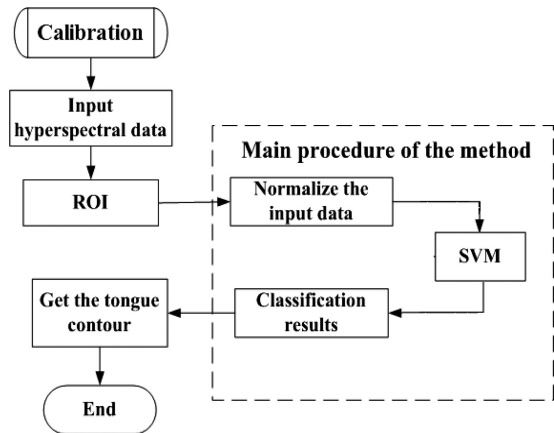 Calibration
Input
hyperspectral data
ROI
Main procedure of the method
Normalize the
input data
SVM
Classification
results
Get the tongue
contour
End